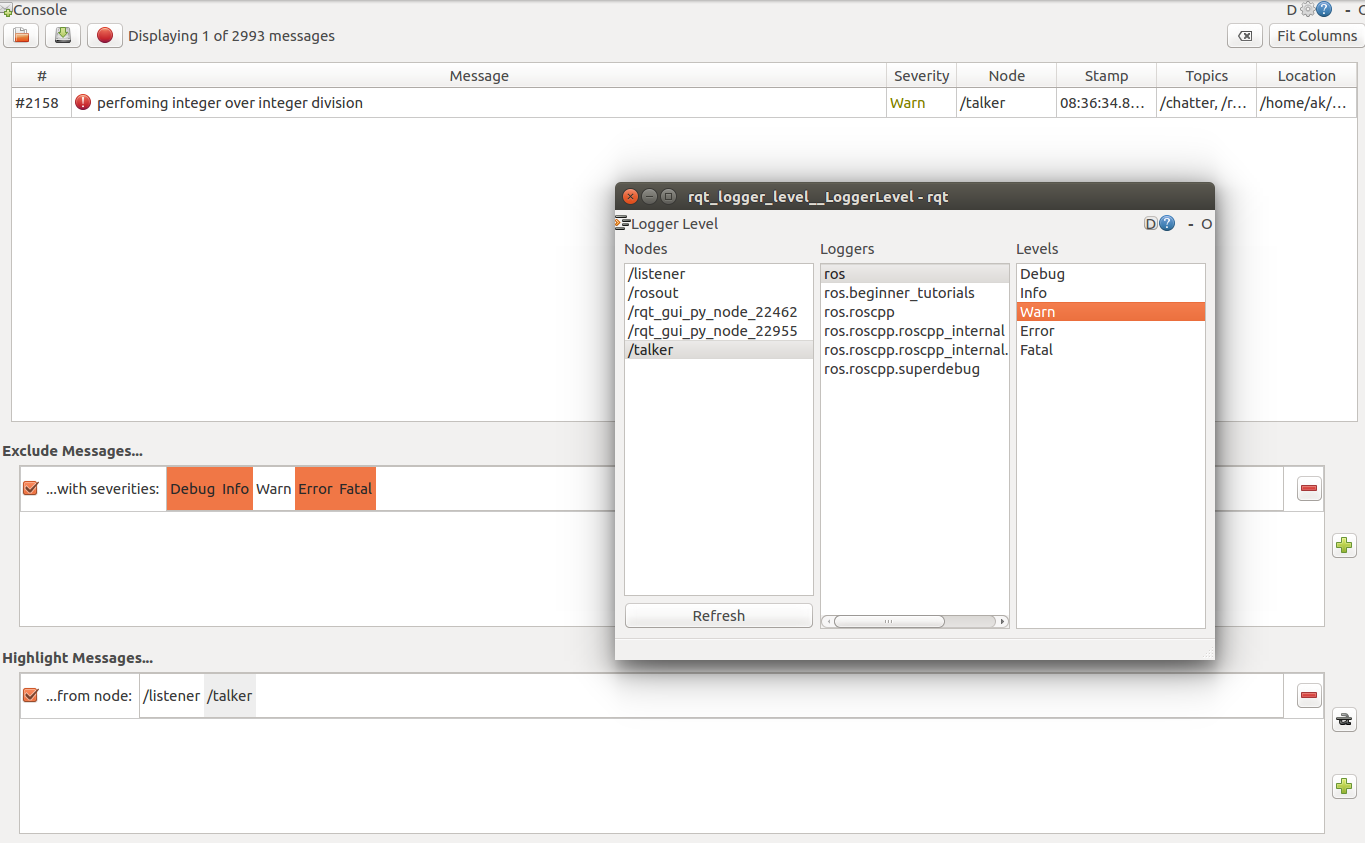 Console D ? - O
Displaying 1 of 2993 messages Fit Columns
# Message Severity Node Stamp Topics Location
#2158 perfoming integer over integer division Warn /talker 08:36:34.8... /chatter, /r... /home/ak/...
rqt_logger_level__LoggerLevel - rqt
Logger Level D ? - O
Nodes Loggers Levels
/listener ros Debug
/rosout ros.beginner_tutorials Info
/rqt_gui_py_node_22462 ros.roscpp Warn
/rqt_gui_py_node_22955 ros.roscpp.roscpp_internal Error
/talker ros.roscpp.roscpp_internal. Fatal
ros.roscpp.superdebug
Refresh
Exclude Messages...
...with severities: Debug Info Warn Error Fatal
Highlight Messages...
...from node: /listener /talker